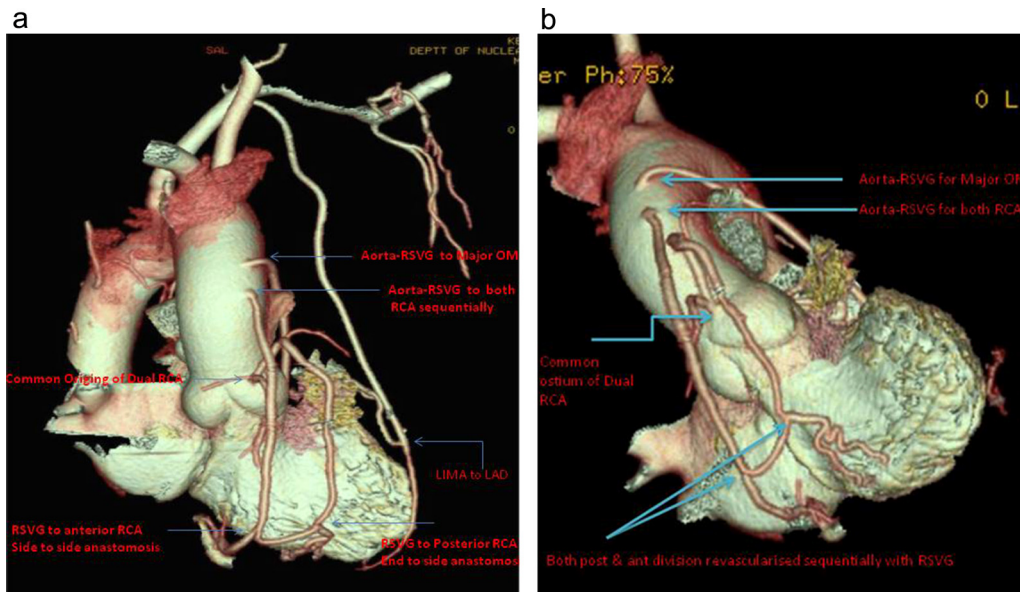 a
SAL
KE
DEPTT OF NUCLEA
M
O
Aorta-RSVG to Major OM
Aorta-RSVG to both
RCA sequentially
Common Origing of Dual RCA
LIMA to LAD
RSVG to anterior RCA
Side to side anastomosis
RSVG to Posterior RCA
End to side anastomos
b
er Ph:75%
O L
Aorta-RSVG for Major OM
Aorta-RSVG for both RCA
Common
ostium of Dual
RCA
Both post & ant division revascularised sequentially with RSVG